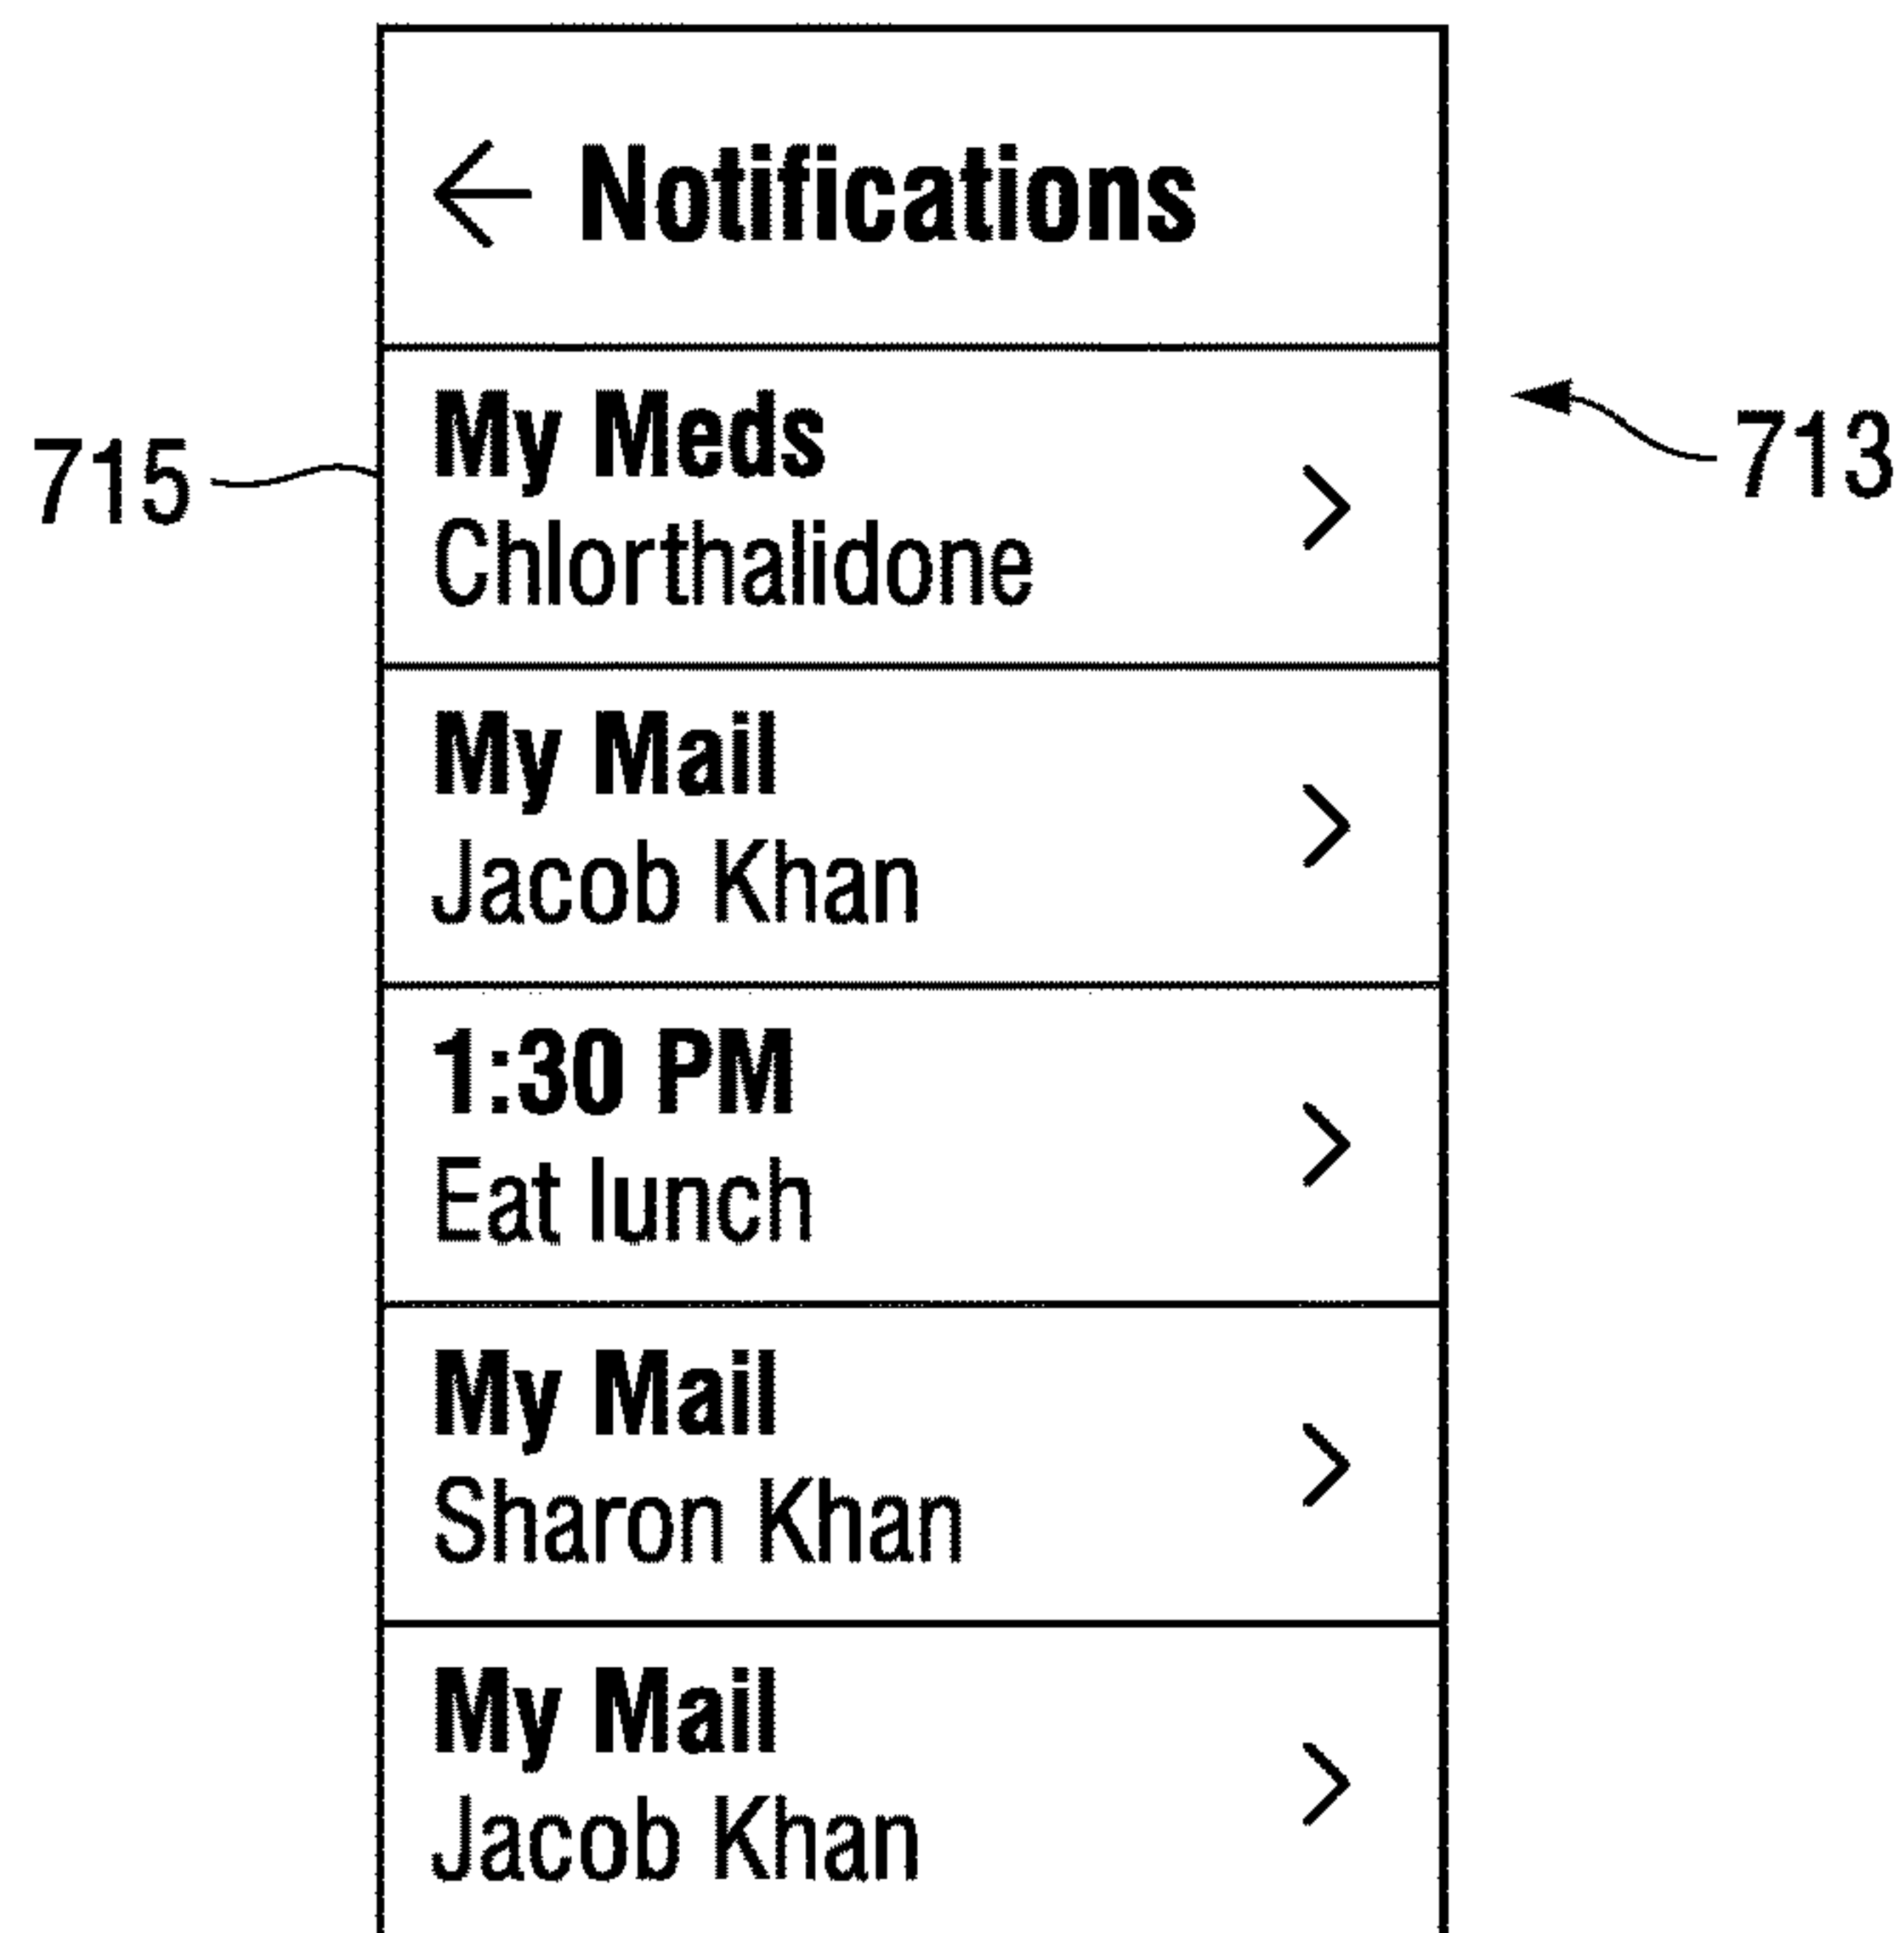 Notifications
My Meds
Chlorthalidone
715
713
My Mail
Jacob Khan
1:30 PM
Eat lunch
My Mail
Sharon Khan
My Mail
Jacob Khan